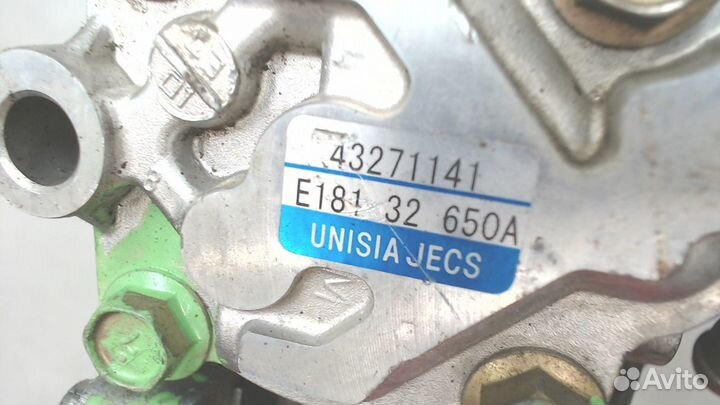 43271141
E181 32 650A
UNISIA JECS
Avito